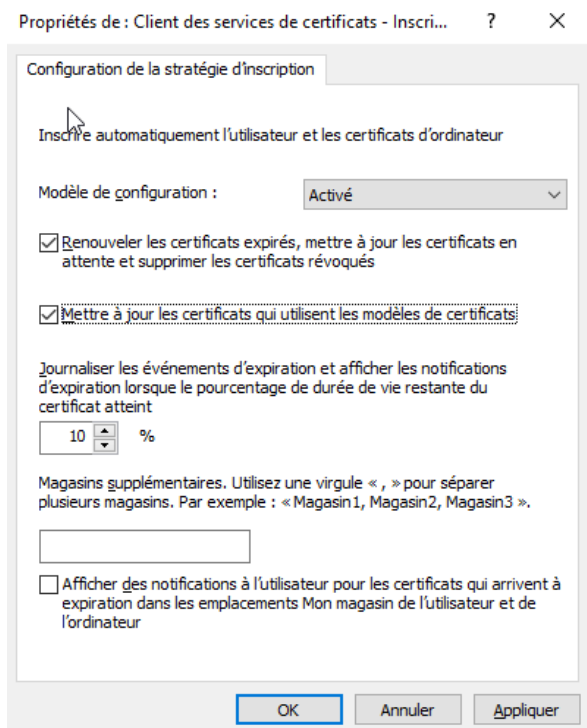 Propriétés de : Client des services de certificats - Inscri... ? ×
Configuration de la stratégie d'inscription
Inscrire automatiquement l'utilisateur et les certificats d'ordinateur
Modèle de configuration : Activé
Renouveler les certificats expirés, mettre à jour les certificats en
attente et supprimer les certificats révoqués
Mettre à jour les certificats qui utilisent les modèles de certificats
Journaliser les événements d'expiration et afficher les notifications
d'expiration lorsque le pourcentage de durée de vie restante du
certificat atteint
10 %
Magasins supplémentaires. Utilisez une virgule « , » pour séparer
plusieurs magasins. Par exemple : « Magasin1, Magasin2, Magasin3 ».
Afficher des notifications à l'utilisateur pour les certificats qui arrivent à
expiration dans les emplacements Mon magasin de l'utilisateur et de
l'ordinateur
OK Annuler Appliquer